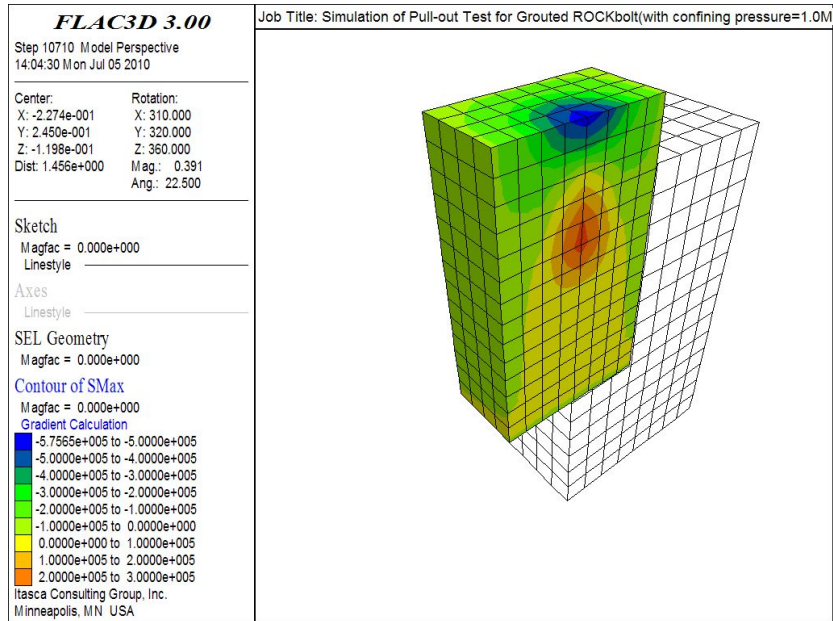 FLAC3D 3.00
Step 10710 Model Perspective
14:04:30 Mon Jul 05 2010
Center:
X: -2.274e-001
Y: 2.450e-001
Z: -1.198e-001
Dist: 1.456e+000
Rotation:
X: 310.000
Y: 320.000
Z: 360.000
Mag.: 0.391
Ang.: 22.500
Sketch
Magfac = 0.000e+000
Linestyle
Axes
Linestyle
SEL Geometry
Magfac = 0.000e+000
Contour of SMax
Magfac = 0.000e+000
Gradient Calculation
-5.7565e+005 to -5.0000e+005
-5.0000e+005 to -4.0000e+005
-4.0000e+005 to -3.0000e+005
-3.0000e+005 to -2.0000e+005
-2.0000e+005 to -1.0000e+005
-1.0000e+005 to 0.0000e+000
0.0000e+000 to 1.0000e+005
1.0000e+005 to 2.0000e+005
2.0000e+005 to 3.0000e+005
Itasca Consulting Group, Inc.
Minneapolis, MN USA
Job Title: Simulation of Pull-out Test for Grouted ROCKbolt(with confining pressure=1.0M